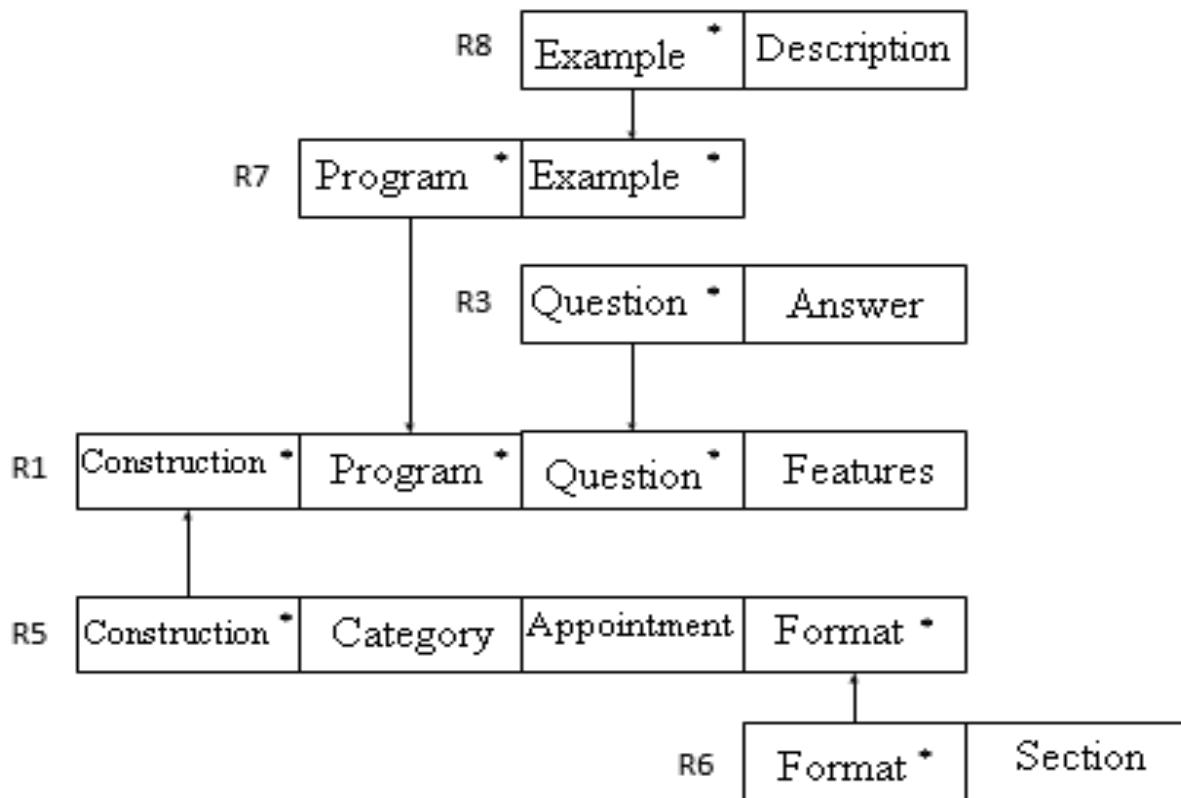 R8 Example * Description
R7 Program * Example *
R3 Question * Answer
R1 Construction * Program * Question * Features
R5 Construction * Category Appointment Format *
R6 Format * Section